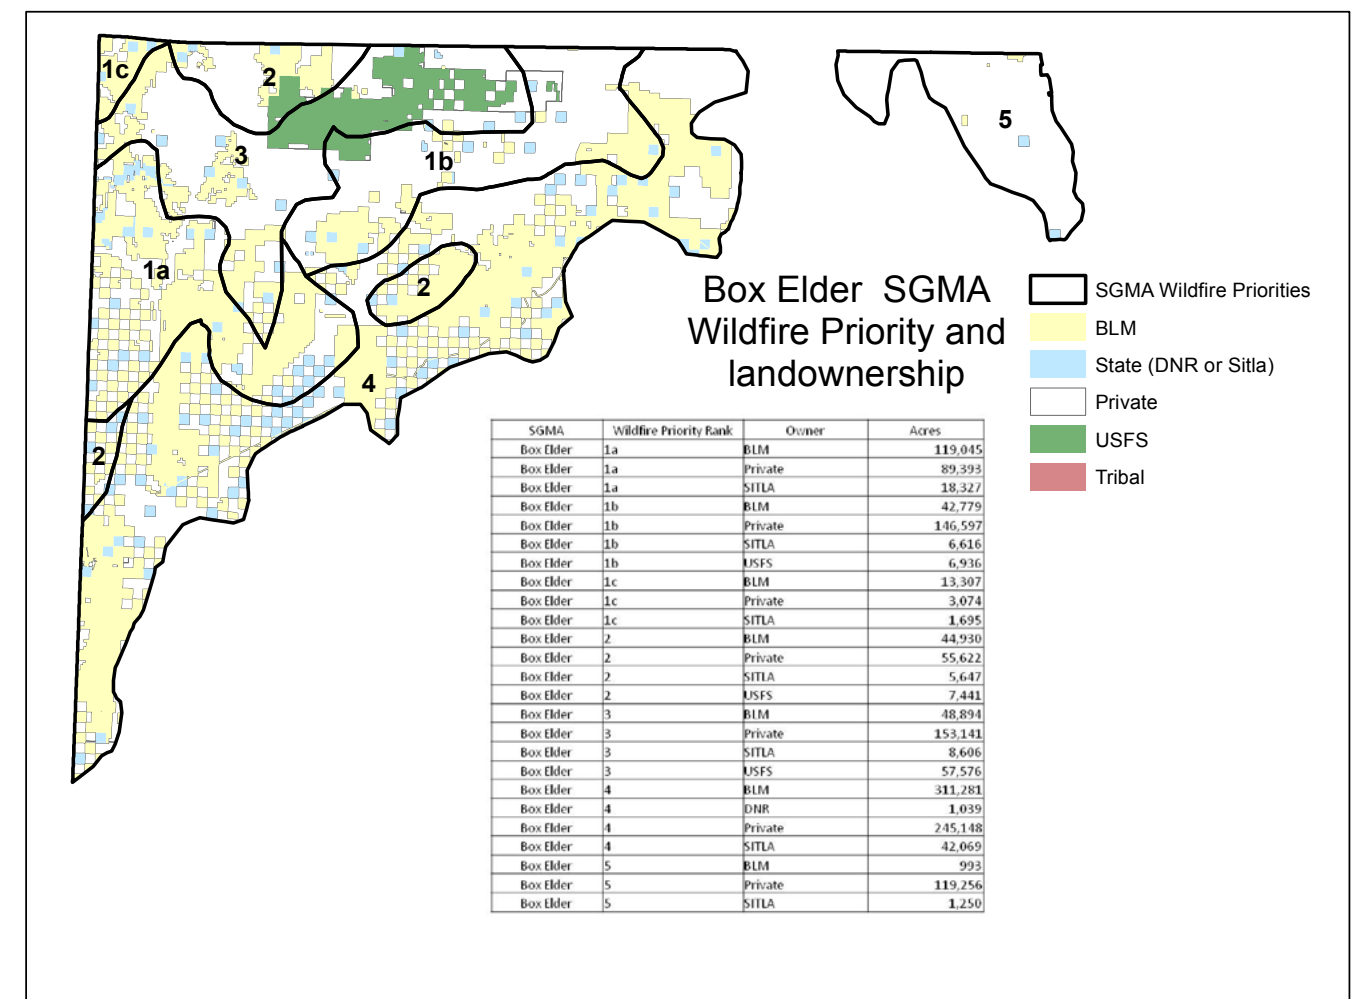 1c
2
3
1b
1a
2
4
2
5
Box Elder SGMA
Wildfire Priority and
landownership
SGMA Wildfire Priorities
BLM
State (DNR or Sitla)
Private
USFS
Tribal
SGMA Wildfire Priority Rank Owner Acres
Box Elder 1a BLM 119,045
Box Elder 1a Private 89,393
Box Elder 1a SITLA 18,327
Box Elder 1b BLM 42,779
Box Elder 1b Private 146,597
Box Elder 1b SITLA 6,616
Box Elder 1b USFS 6,936
Box Elder 1c BLM 13,307
Box Elder 1c Private 3,074
Box Elder 1c SITLA 1,695
Box Elder 2 BLM 44,930
Box Elder 2 Private 55,622
Box Elder 2 SITLA 5,647
Box Elder 2 USFS 7,441
Box Elder 3 BLM 48,894
Box Elder 3 Private 153,141
Box Elder 3 SITLA 8,606
Box Elder 3 USFS 57,576
Box Elder 4 BLM 311,281
Box Elder 4 DNR 1,039
Box Elder 4 Private 245,148
Box Elder 4 SITLA 42,069
Box Elder 5 BLM 993
Box Elder 5 Private 119,256
Box Elder 5 SITLA 1,250